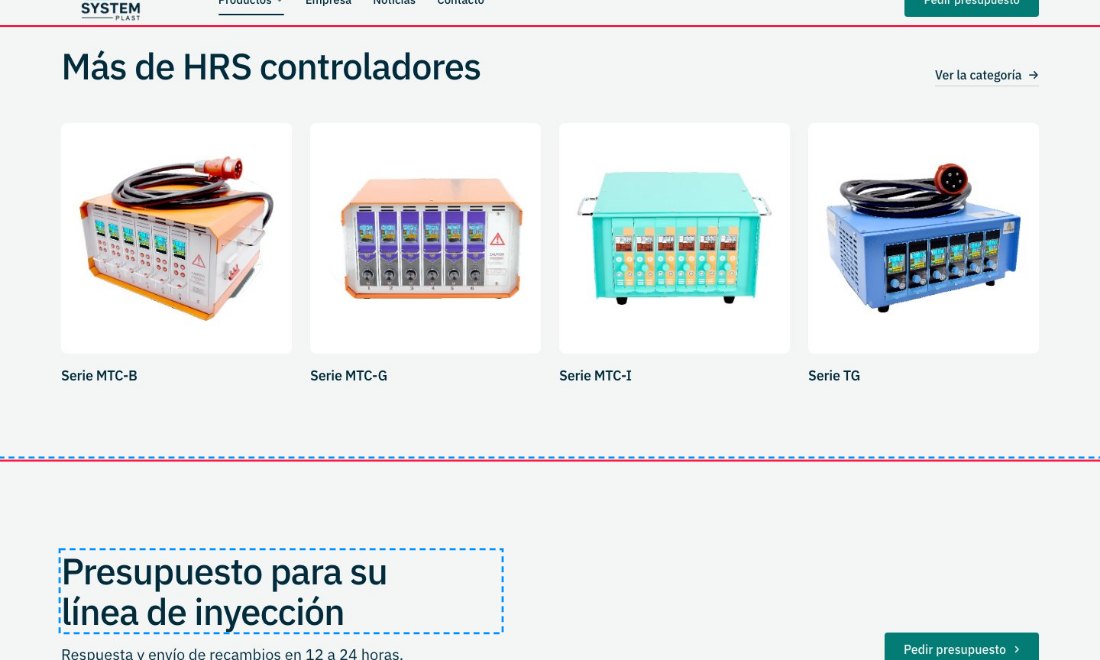 SYSTEM
PLAST
Productos
Empresa
Noticias
Contacto
Pedir presupuesto
Más de HRS controladores
Ver la categoría →
Serie MTC-B
Serie MTC-G
Serie MTC-I
Serie TG
Presupuesto para su
línea de inyección
Respuesta y envío de recambios en 12 a 24 horas.
Pedir presupuesto